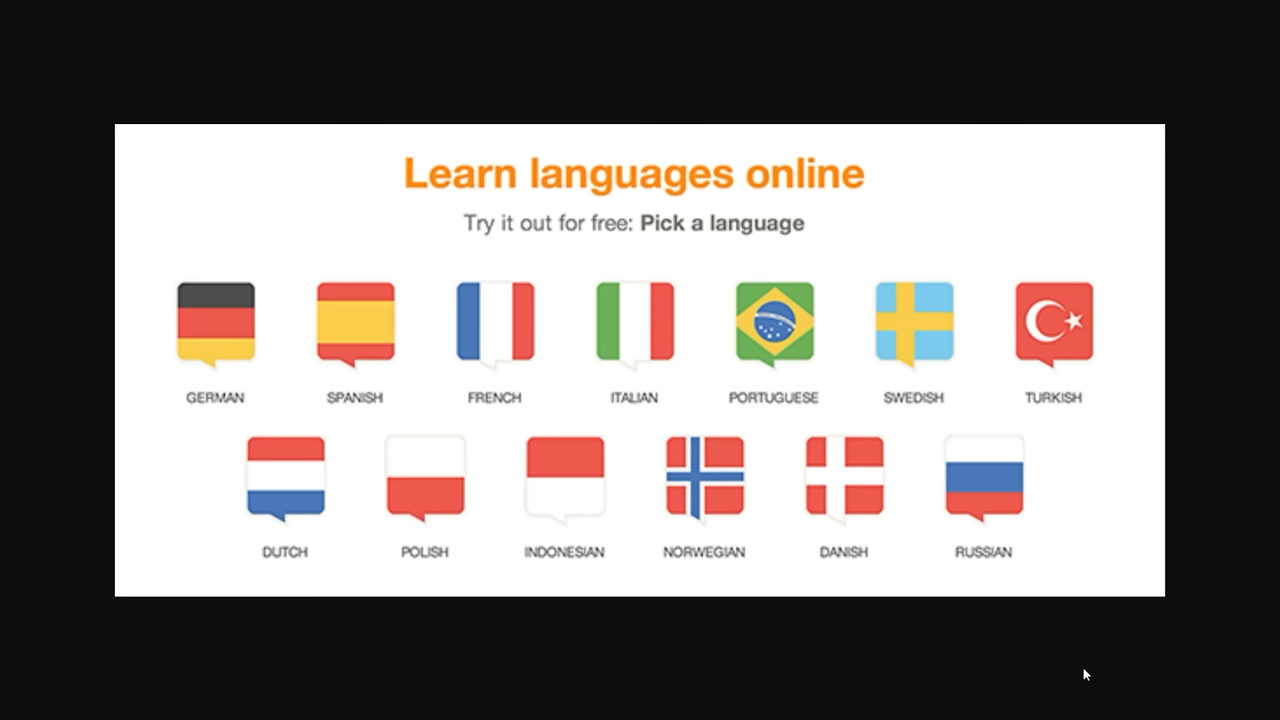 Learn languages online
Try it out for free: Pick a language
GERMAN SPANISH FRENCH ITALIAN PORTUGUESE SWEDISH TURKISH
DUTCH POLISH INDONESIAN NORWEGIAN DANISH RUSSIAN